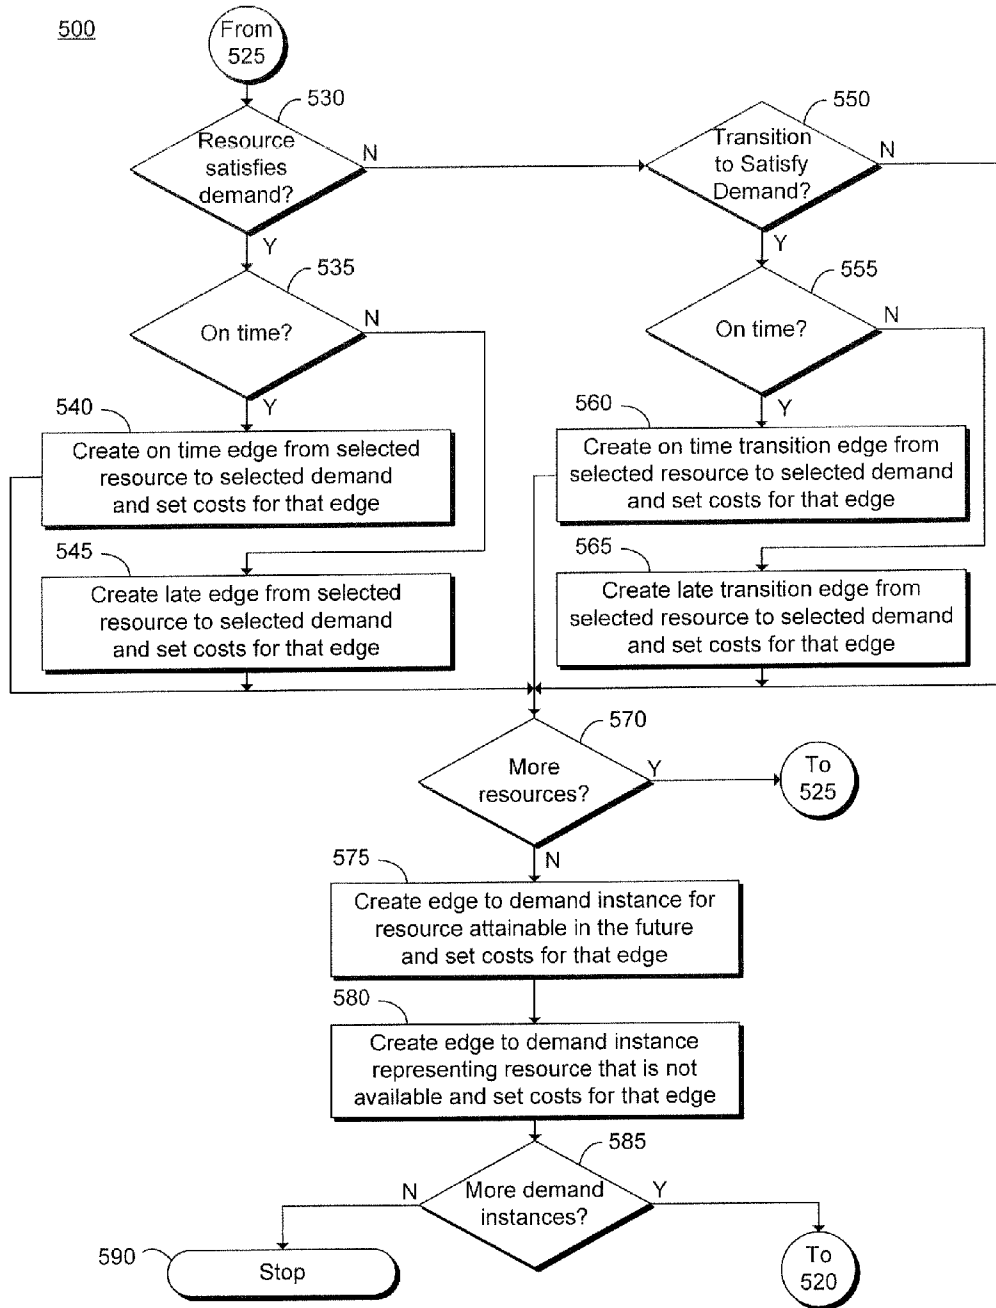 500
From
525
530
Resource
satisfies
demand?
N
Y
550
Transition
to Satisfy
Demand?
N
Y
535
On time?
N
Y
555
On time?
N
Y
540
Create on time edge from selected
resource to selected demand
and set costs for that edge
560
Create on time transition edge from
selected resource to selected demand
and set costs for that edge
545
Create late edge from selected
resource to selected demand
and set costs for that edge
565
Create late transition edge from
selected resource to selected demand
and set costs for that edge
570
More
resources?
Y
N
To
525
575
Create edge to demand instance for
resource attainable in the future
and set costs for that edge
580
Create edge to demand instance
representing resource that is not
available and set costs for that edge
585
More demand
instances?
N
Y
590
Stop
To
520